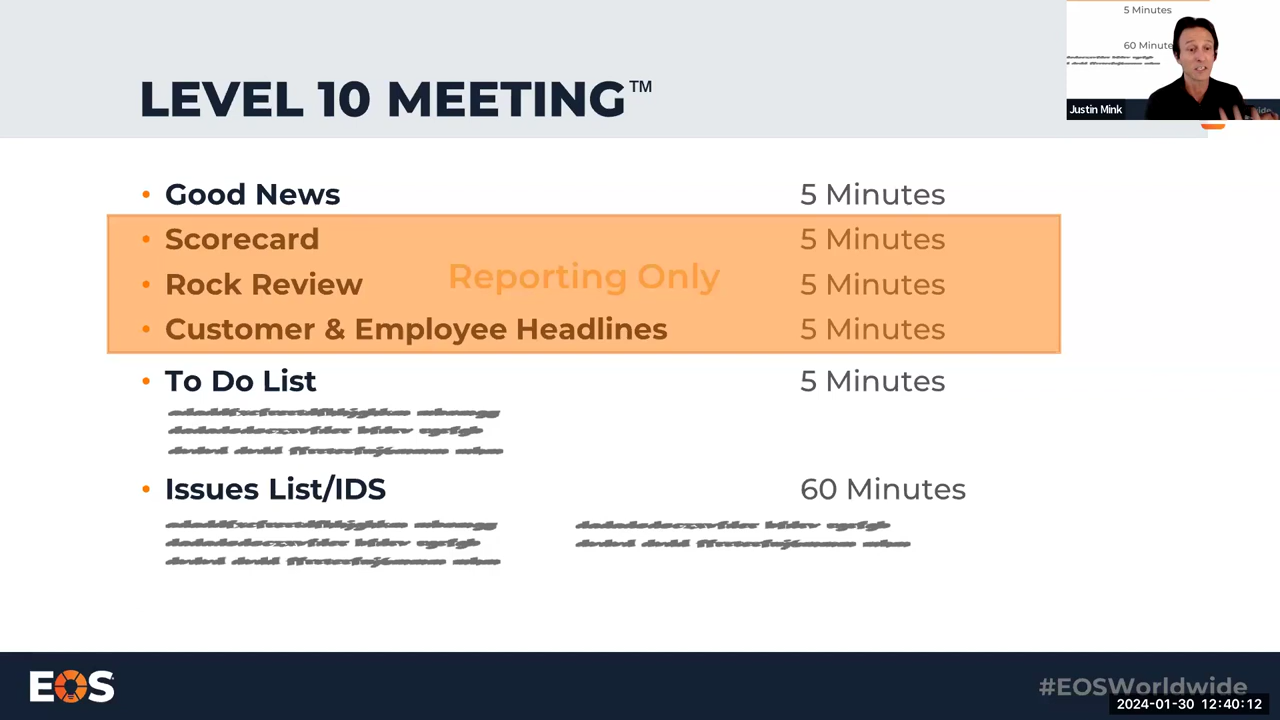 5 Minutes
60 Minute
Justin Mink
LEVEL 10 MEETING™
• Good News 5 Minutes
• Scorecard 5 Minutes
Reporting Only
• Rock Review 5 Minutes
• Customer & Employee Headlines 5 Minutes
• To Do List 5 Minutes
• Issues List/IDS 60 Minutes
EOS
#EOSWorldwide
2024-01-30 12:40:12